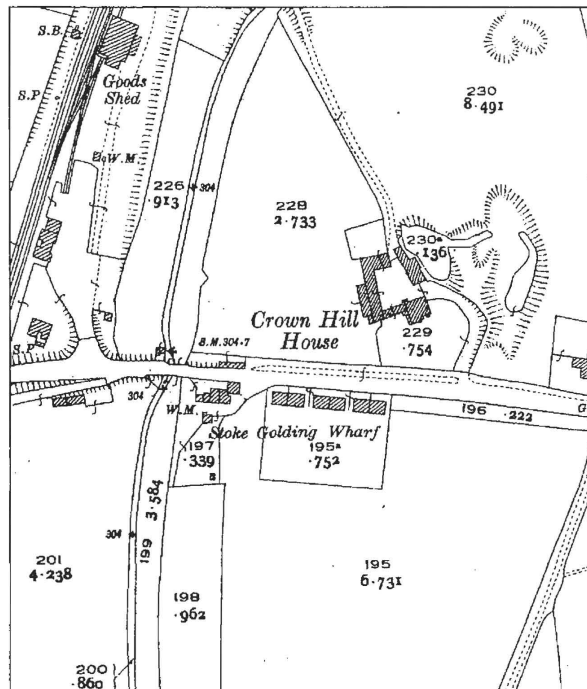 S.B.
Goods
Shed
S.P.
W.M.
226
.913
304
228
2.733
230
8.491
230a
.136
Crown Hill
House
B.M.304.7
229
.754
S.P.
304
W.M.
Stoke Golding Wharf
196 .222
G
197
.339
195a
.752
199 3.584
304
201
4.238
195
6.731
198
.962
200
.860